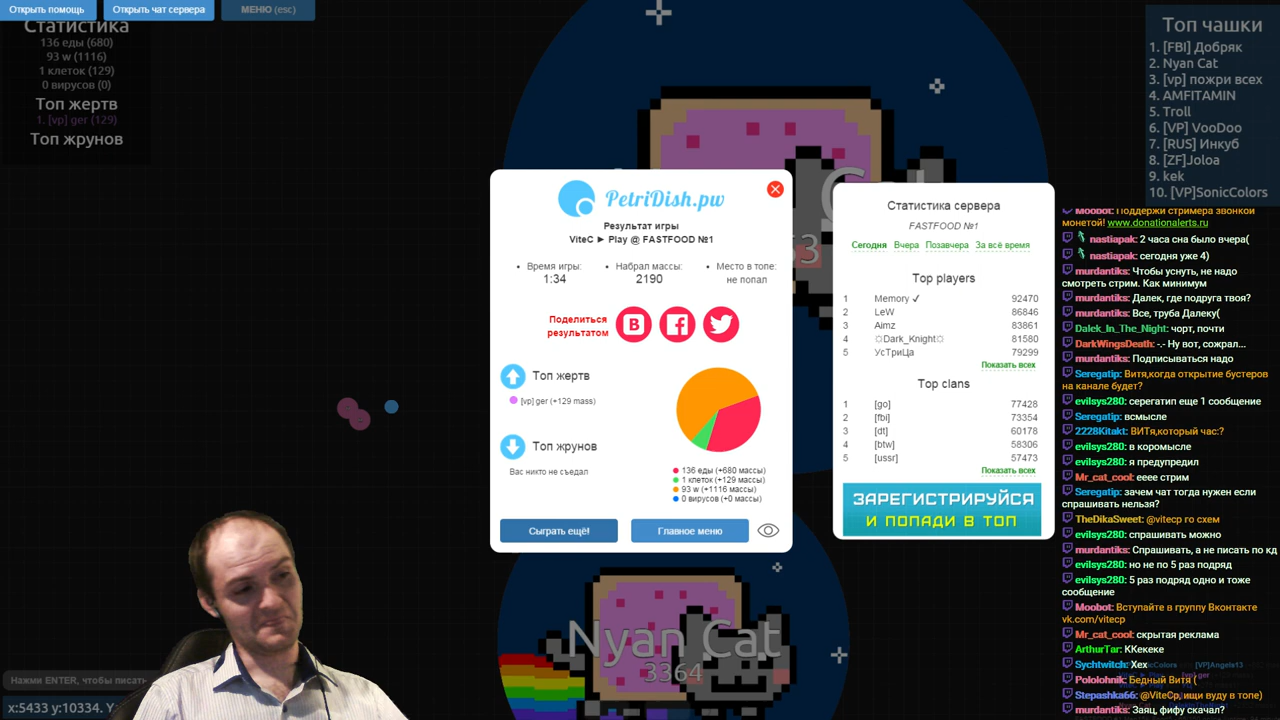 Открыть помощь
Открыть чат сервера
МЕНЮ (esc)
Статистика
136 еды (680)
93 w (1116)
1 клеток (129)
0 вирусов (0)
Топ жертв
1. [vp] ger (129)
Топ жрунов
PetriDish.pw
Результат игры
ViteC ► Play @ FASTFOOD №1
Время игры:
1:34
Набрал массы:
2190
Место в топе:
не попал
Поделиться
результатом
Топ жертв
[vp] ger (+129 mass)
Топ жрунов
Вас никто не съедал
136 еды (+680 массы)
1 клеток (+129 массы)
93 w (+1116 массы)
0 вирусов (+0 массы)
Сыграть ещё!
Главное меню
Статистика сервера
FASTFOOD №1
Сегодня Вчера Позавчера За всё время
Top players
1 Memory ✓ 92470
2 LeW 86846
3 Aimz 83861
4 ☼Dark_Knight☼ 81580
5 УсТриЦа 79299
Показать всех
Top clans
1 [go] 77428
2 [fbi] 73354
3 [dt] 60178
4 [btw] 58306
5 [ussr] 57473
Показать всех
ЗАРЕГИСТРИРУЙСЯ
И ПОПАДИ В ТОП
Топ чашки
1. [FBI] Добряк
2. Nyan Cat
3. [vp] пожри всех
4. AMFITAMIN
5. Troll
6. [VP] VooDoo
7. [RUS] Инкуб
8. [ZF]Joloa
9. kek
10. [VP]SonicColors
Moobot: Поддержи стримера звонкой
монетой! www.donationalerts.ru
nastiapak: 2 часа сна было вчера(
nastiapak: сегодня уже 4)
murdantiks: Чтобы уснуть, не надо
смотреть стрим. Как минимум
murdantiks: Далек, где подруга твоя?
murdantiks: Все, труба Далеку(
Dalek_In_The_Night: чорт, почти
DarkWingsDeath: -.- Ну вот, сожрал...
murdantiks: Подписываться надо
Seregatip: Витя,когда открытие бустеров
на канале будет?
evilsys280: серегатип еще 1 сообщение
Seregatip: всмысле
2228Kitakt: ВИТя,который час:?
evilsys280: в коромысле
evilsys280: я предупредил
Mr_cat_cool: ееее стрим
Seregatip: зачем чат тогда нужен если
спрашивать нельзя?
TheDikaSweet: @vitecp го схем
evilsys280: спрашивать можно
murdantiks: Спрашивать, а не писать по кд
evilsys280: но не по 5 раз подряд
evilsys280: 5 раз подряд одно и тоже
сообщение
Moobot: Вступайте в группу Вконтакте
vk.com/vitecp
Mr_cat_cool: скрытая реклама
ArthurTar: ККекеке
Sychtwitch: Хех
Pololohnik: Бедный Витя (
Stepashka66: @ViteCp, ищи вуду в топе)
murdantiks: Заяц, фифу скачал?
Nyan Cat
3364
Нажми ENTER, чтобы писать
x:5433 y:10334.